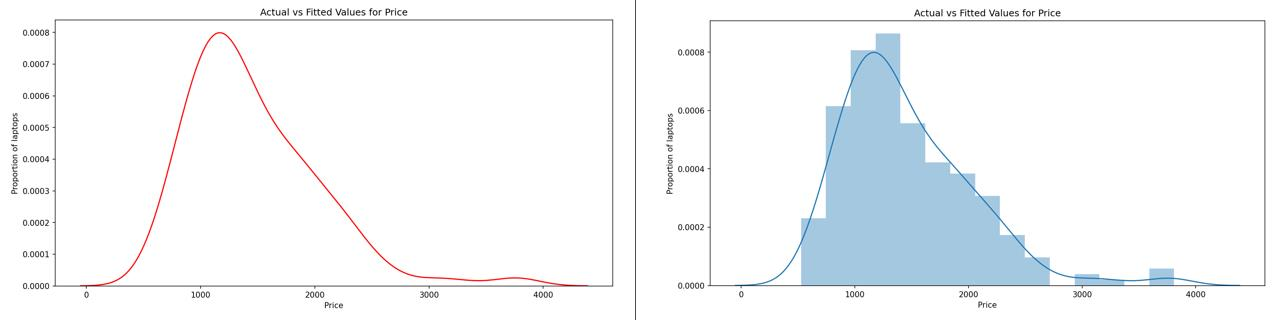 Actual vs Fitted Values for Price
0.0008
0.0007
0.0006
0.0005
0.0004
0.0003
0.0002
0.0001
0.0000
Proportion of laptops
0 1000 2000 3000 4000
Price
Actual vs Fitted Values for Price
0.0008
0.0006
0.0004
0.0002
0.0000
Proportion of laptops
0 1000 2000 3000 4000
Price